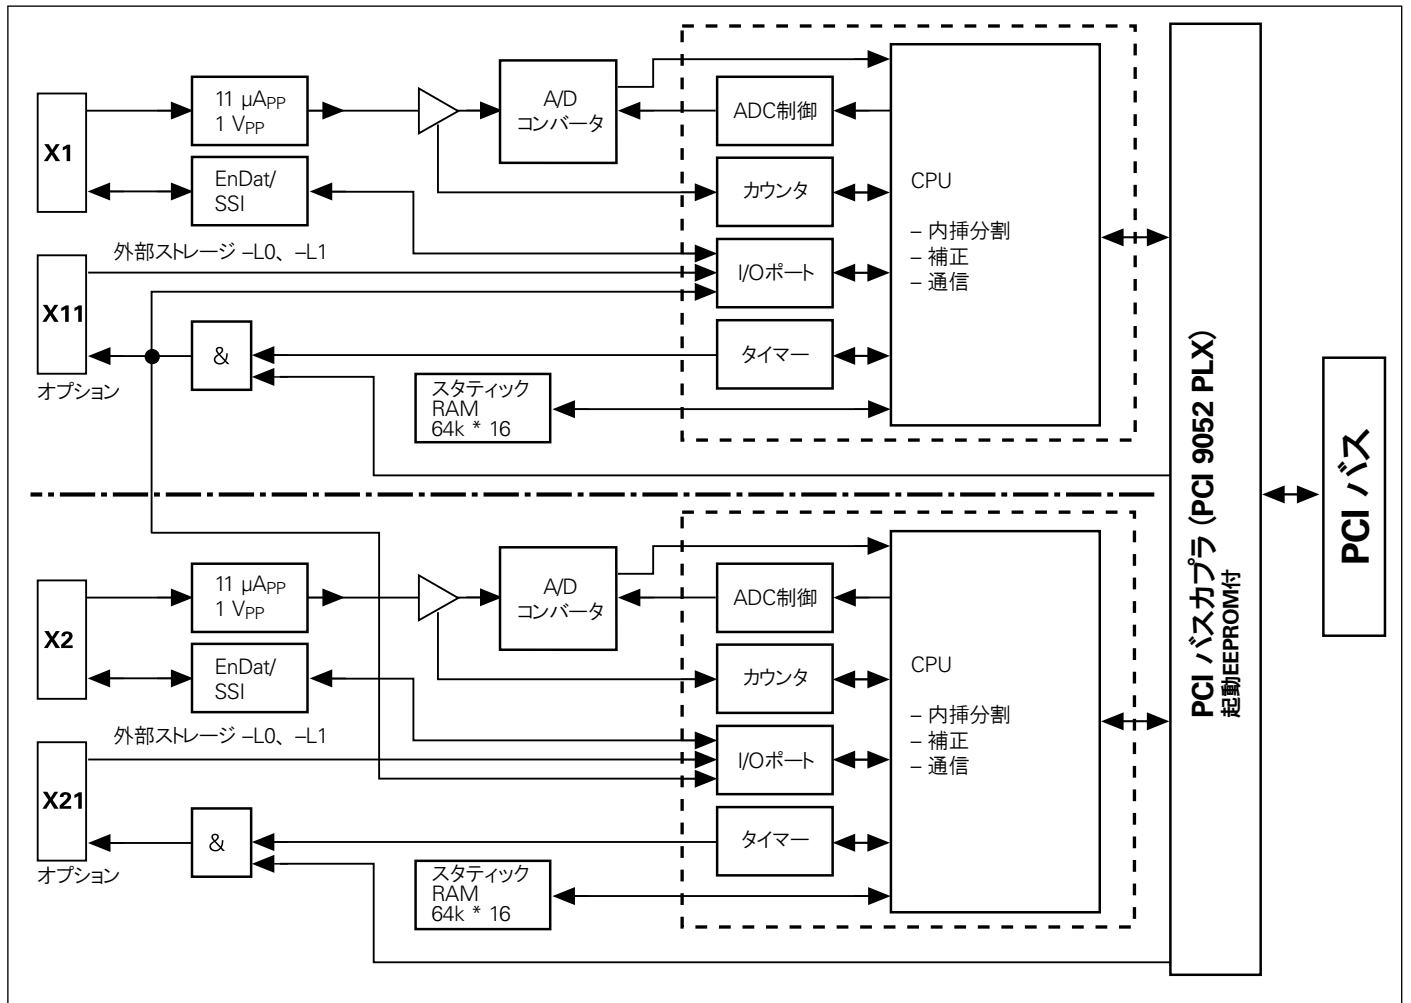 X1
11 µAPP
1 VPP
EnDat/
SSI
A/D
コンバータ
ADC制御
カウンタ
I/Oポート
タイマー
CPU
– 内挿分割
– 補正
– 通信
外部ストレージ –L0、–L1
X11
オプション
&
スタティック
RAM
64k * 16
X2
11 µAPP
1 VPP
EnDat/
SSI
A/D
コンバータ
ADC制御
カウンタ
I/Oポート
タイマー
CPU
– 内挿分割
– 補正
– 通信
外部ストレージ –L0、–L1
X21
オプション
&
スタティック
RAM
64k * 16
PCI バスカプラ (PCI 9052 PLX)
起動EEPROM付
PCI バス